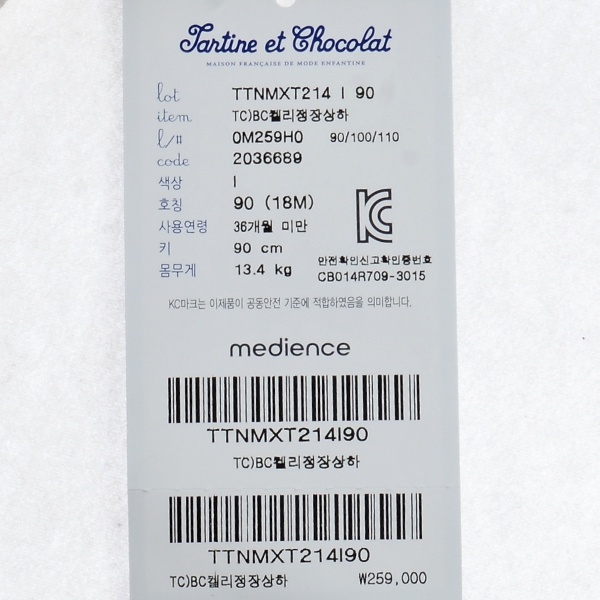 Tartine et Chocolat
MAISON FRANÇAISE DE MODE ENFANTINE
lot TTNMXT214 I 90
item TC)BC켈리정장상하
l/# 0M259H0 90/100/110
code 2036689
색상 I
호칭 90 (18M)
사용연령 36개월 미만
키 90 cm
몸무게 13.4 kg
안전확인신고확인증번호
CB014R709-3015
KC마크는 이제품이 공동안전 기준에 적합하였음을 의미합니다.
medience
TTNMXT214I90
TC)BC켈리정장상하
TTNMXT214I90
TC)BC켈리정장상하 ₩259,000